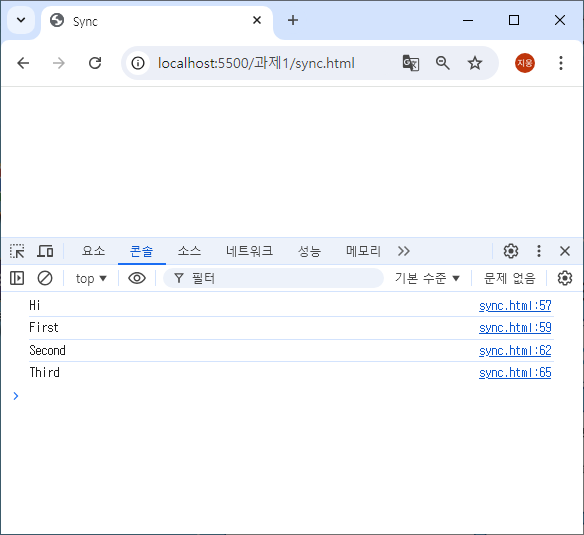 Sync
localhost:5500/과제1/sync.html
지웅
요소 콘솔 소스 네트워크 성능 메모리
top 필터 기본 수준 문제 없음
Hi sync.html:57
First sync.html:59
Second sync.html:62
Third sync.html:65